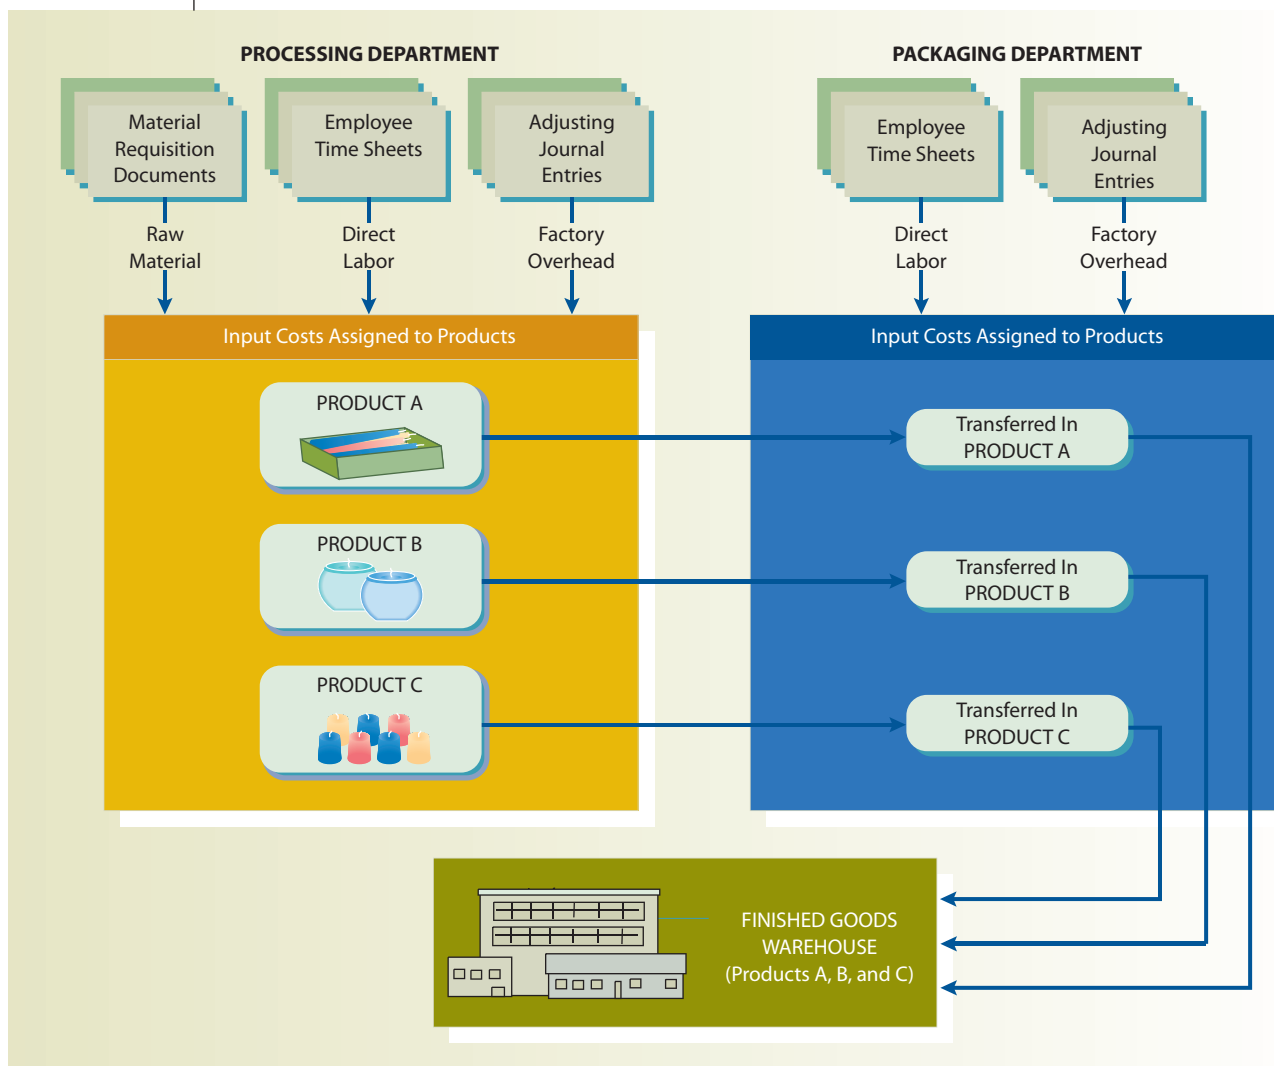 PROCESSING DEPARTMENT
Material
Requisition
Documents
Employee
Time Sheets
Adjusting
Journal
Entries
Raw
Material
Direct
Labor
Factory
Overhead
Input Costs Assigned to Products
PRODUCT A
PRODUCT B
PRODUCT C
PACKAGING DEPARTMENT
Employee
Time Sheets
Adjusting
Journal
Entries
Direct
Labor
Factory
Overhead
Input Costs Assigned to Products
Transferred In
PRODUCT A
Transferred In
PRODUCT B
Transferred In
PRODUCT C
FINISHED GOODS
WAREHOUSE
(Products A, B, and C)